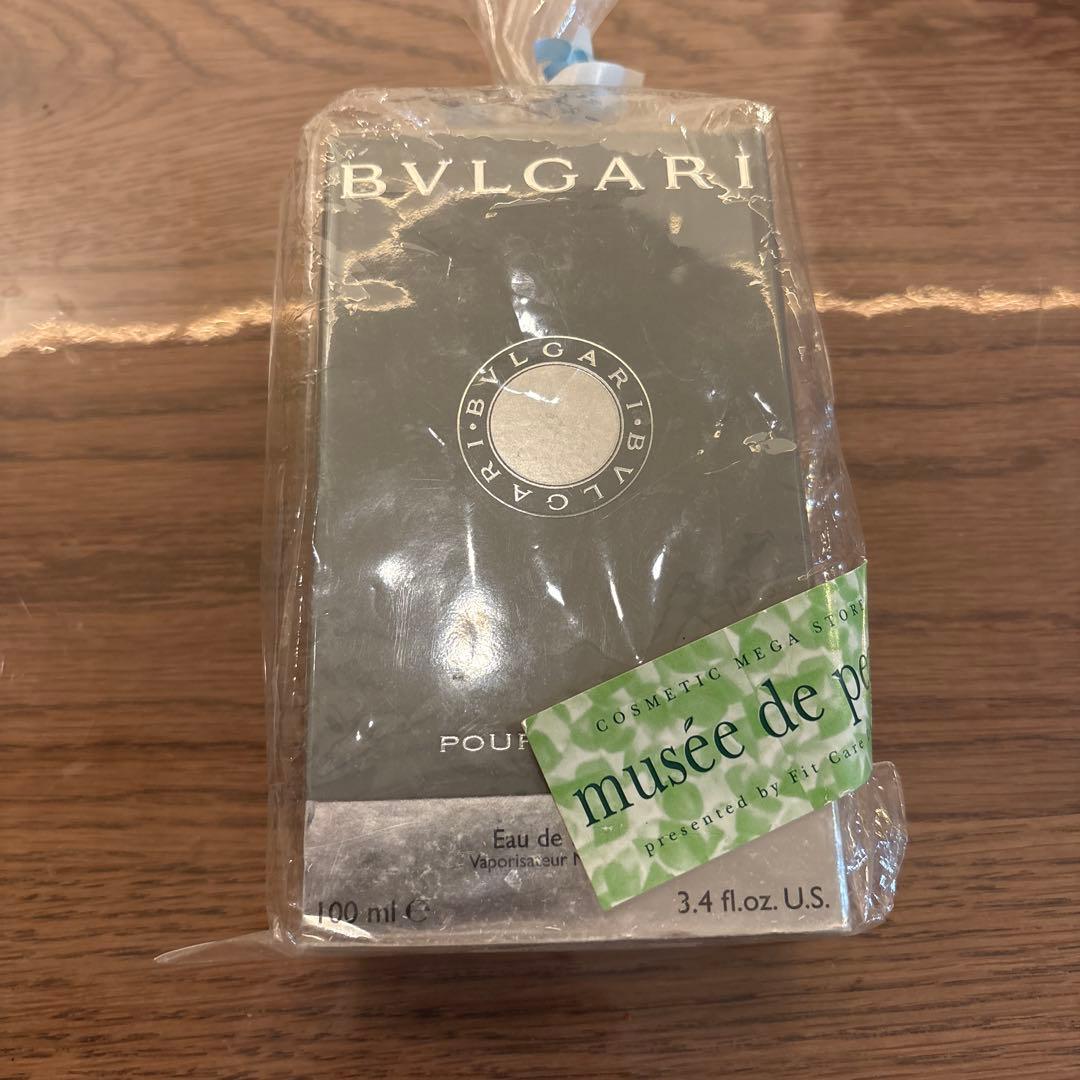 BVLGARI
BVLGARI • BVLGARI •
POUR
Eau de
Vaporisateur
100 ml ℮
3.4 fl.oz. U.S.
COSMETIC MEGA STORE
musée de pe
presented by Fit Care